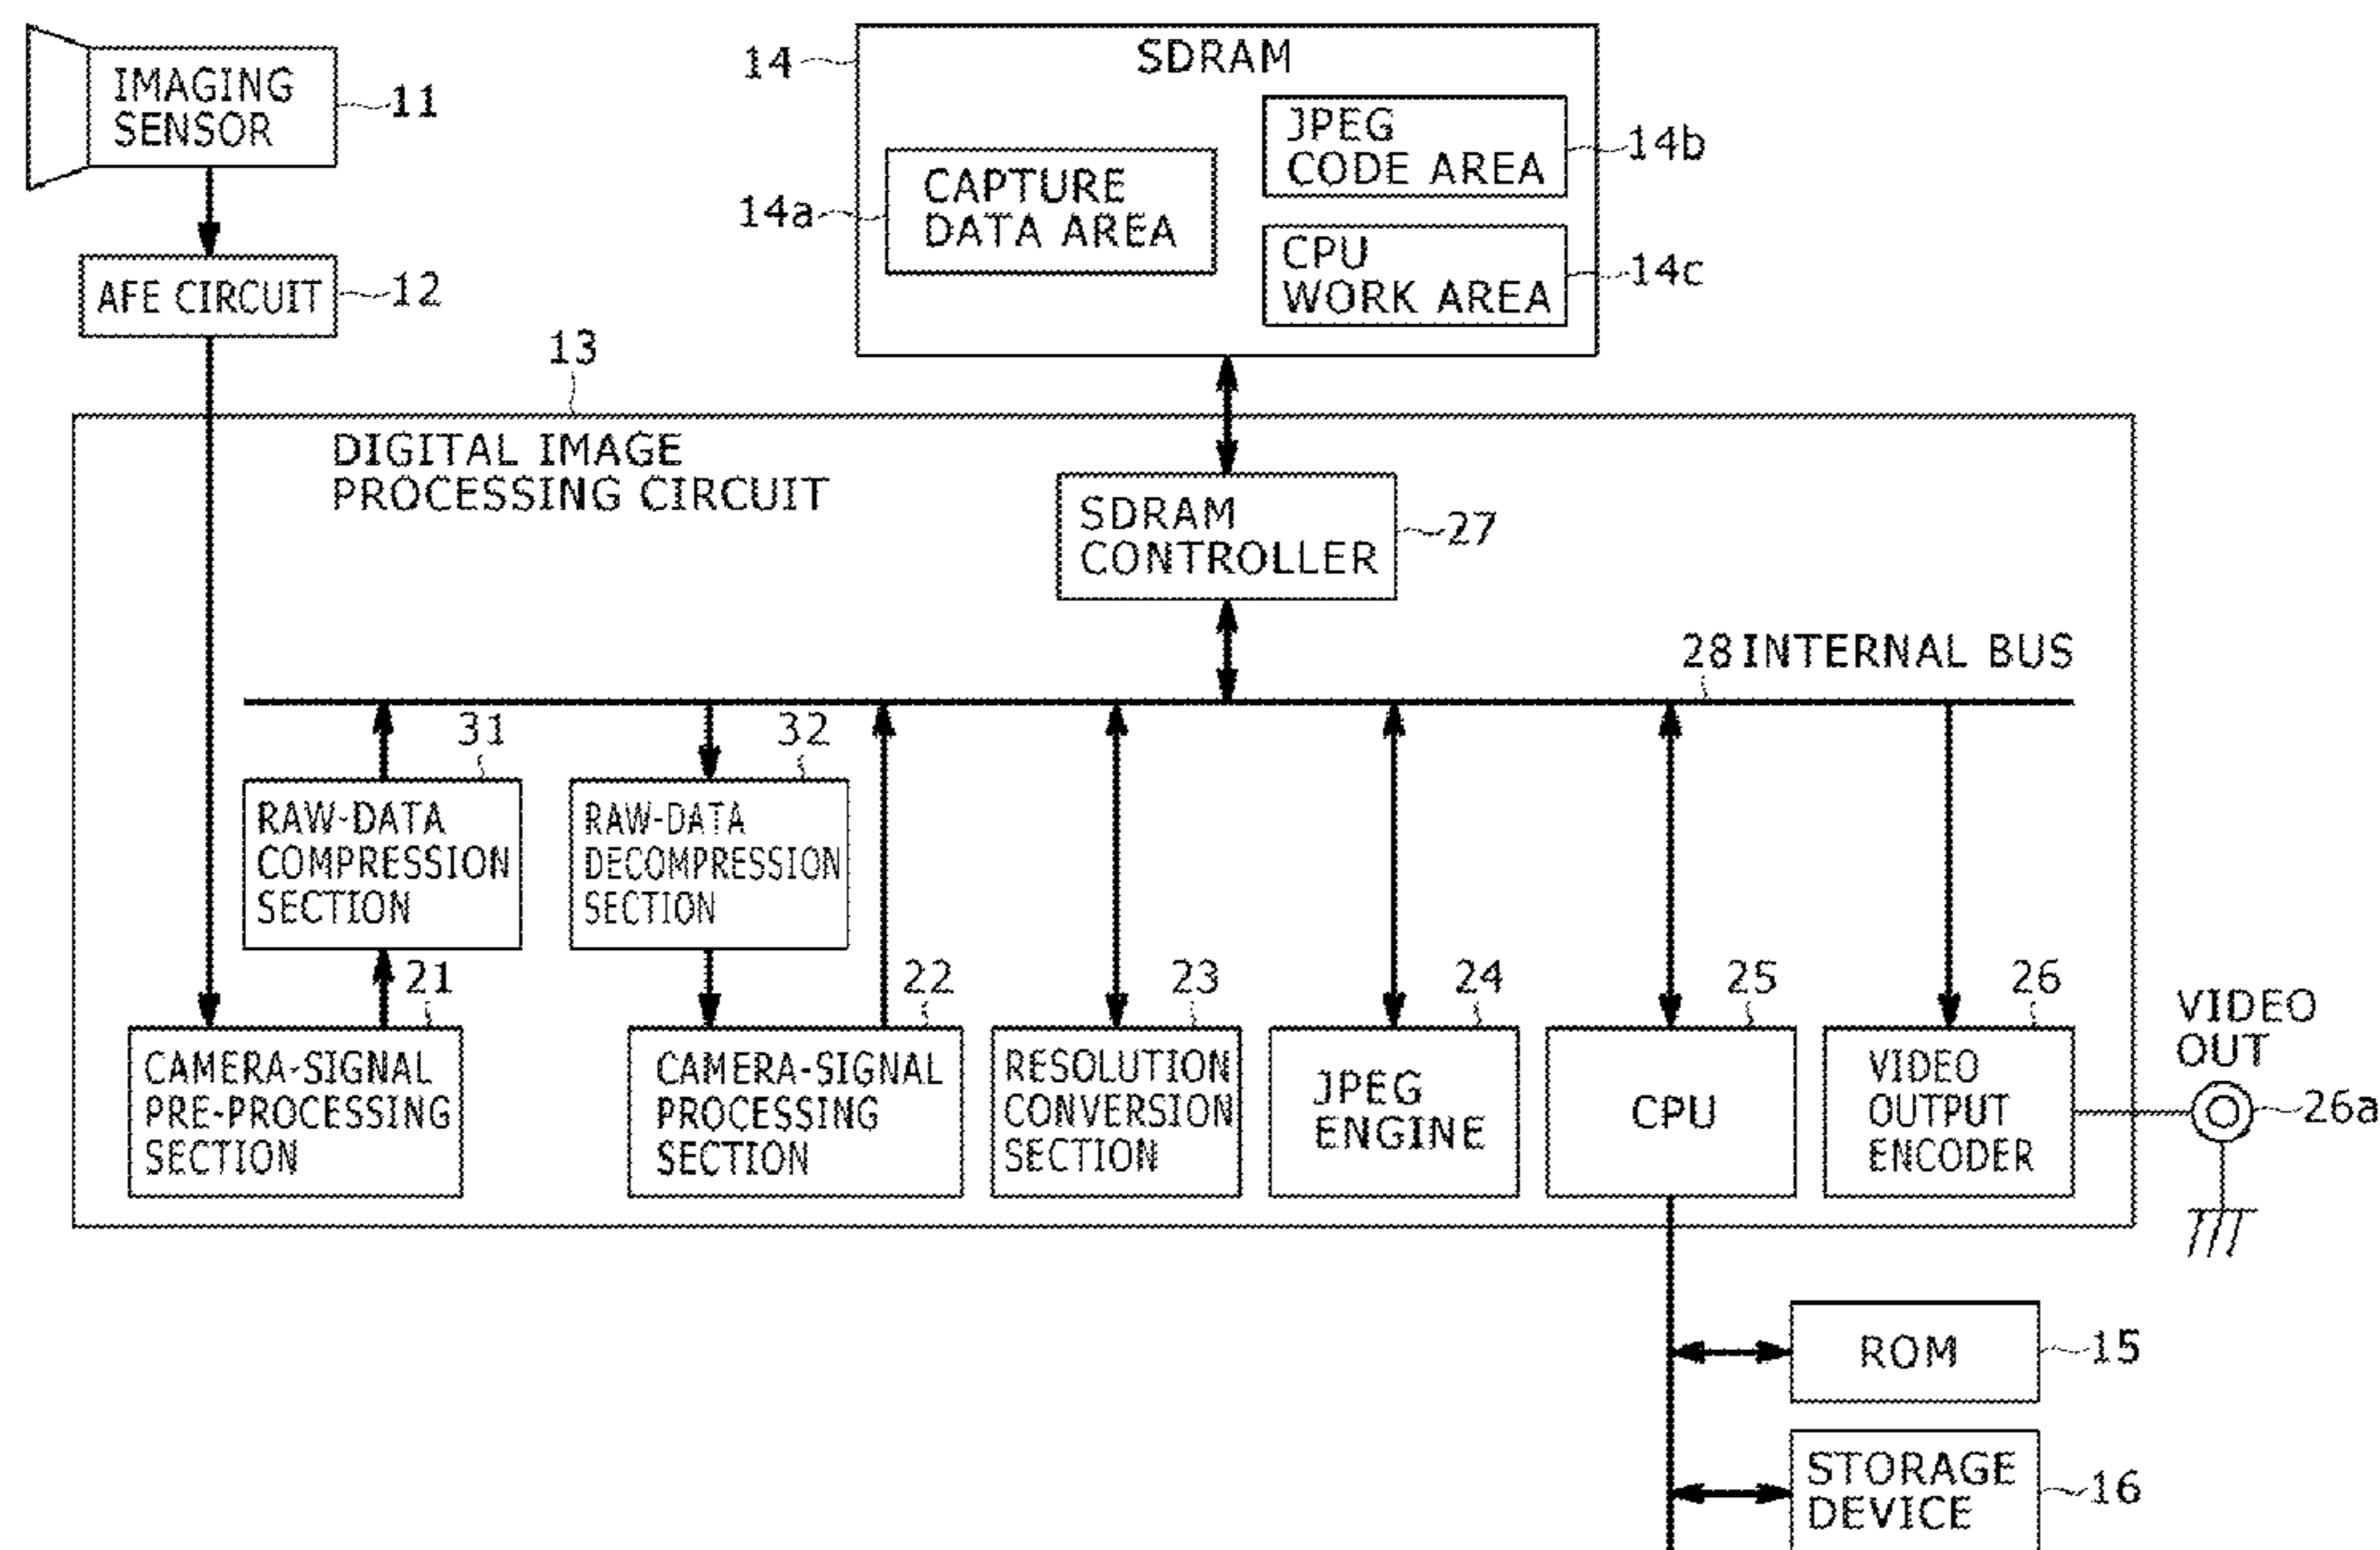 IMAGING
SENSOR
11
AFE CIRCUIT
12
14
SDRAM
14a
CAPTURE
DATA AREA
JPEG
CODE AREA
14b
CPU
WORK AREA
14c
13
DIGITAL IMAGE
PROCESSING CIRCUIT
SDRAM
CONTROLLER
27
28 INTERNAL BUS
31
RAW-DATA
COMPRESSION
SECTION
32
RAW-DATA
DECOMPRESSION
SECTION
21
CAMERA-SIGNAL
PRE-PROCESSING
SECTION
22
CAMERA-SIGNAL
PROCESSING
SECTION
23
RESOLUTION
CONVERSION
SECTION
24
JPEG
ENGINE
25
CPU
26
VIDEO
OUTPUT
ENCODER
VIDEO
OUT
26a
ROM
15
STORAGE
DEVICE
16